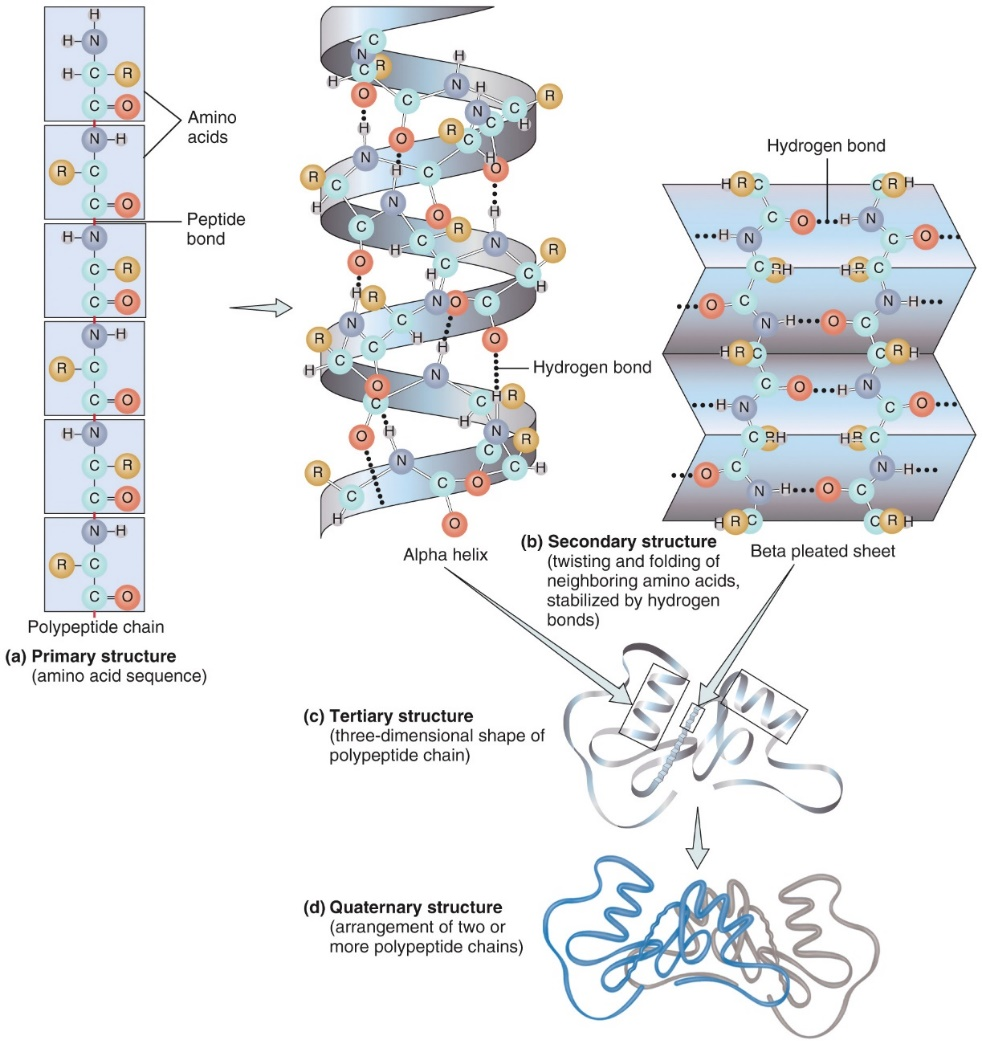 H
H N
H C R
C O
N H
R C
C O
H N
C R
C O
N H
R C
C O
H N
C R
C O
N H
R C
C O
Amino
acids
Peptide
bond
Polypeptide chain
(a) Primary structure
(amino acid sequence)
Hydrogen bond
Alpha helix
Hydrogen bond
Beta pleated sheet
(b) Secondary structure
(twisting and folding of
neighboring amino acids,
stabilized by hydrogen
bonds)
(c) Tertiary structure
(three-dimensional shape of
polypeptide chain)
(d) Quaternary structure
(arrangement of two or
more polypeptide chains)